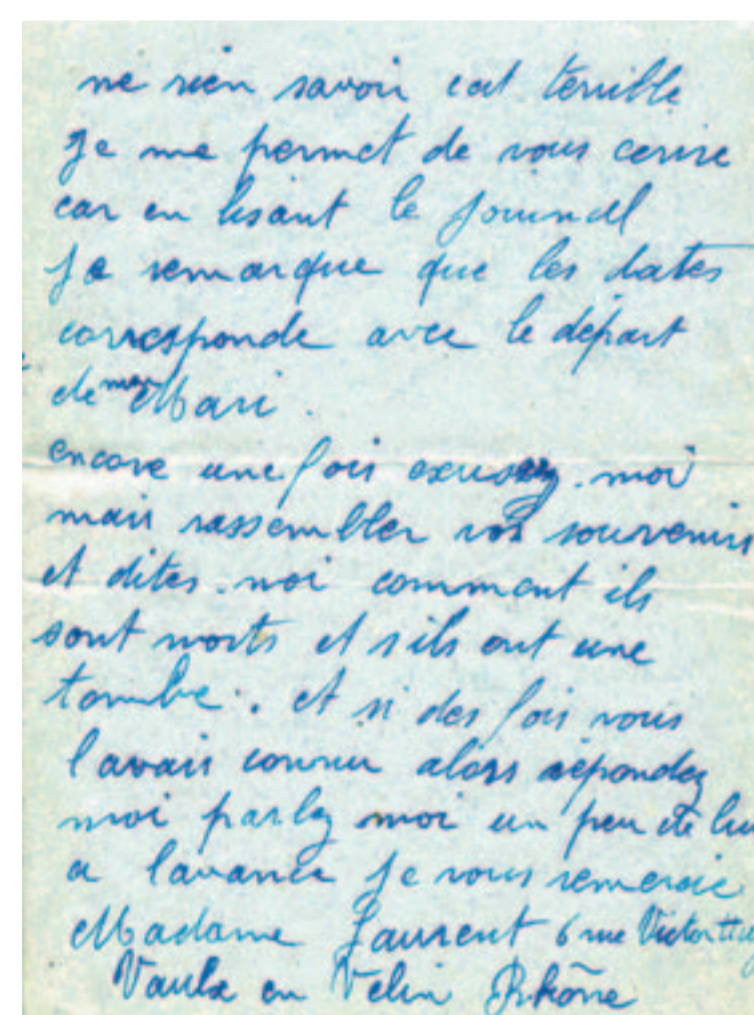 ne rien savoir est terrible
Je me permet de vous ecrire
car en lisant le journal
Je remarque que les dates
corresponde avec le départ
de mon Mari.
encore une fois excusez-moi
mais rassembler vos souvenirs
et dites-moi comment ils
sont morts et s'ils ont une
tombe. et si des fois vous
l'avais connu alors répondez
moi parlez moi un peu de lui
a lavance Je vous remercie
Madame Laurent 6 rue Victor Hug
Vaulx en Velin Rhône